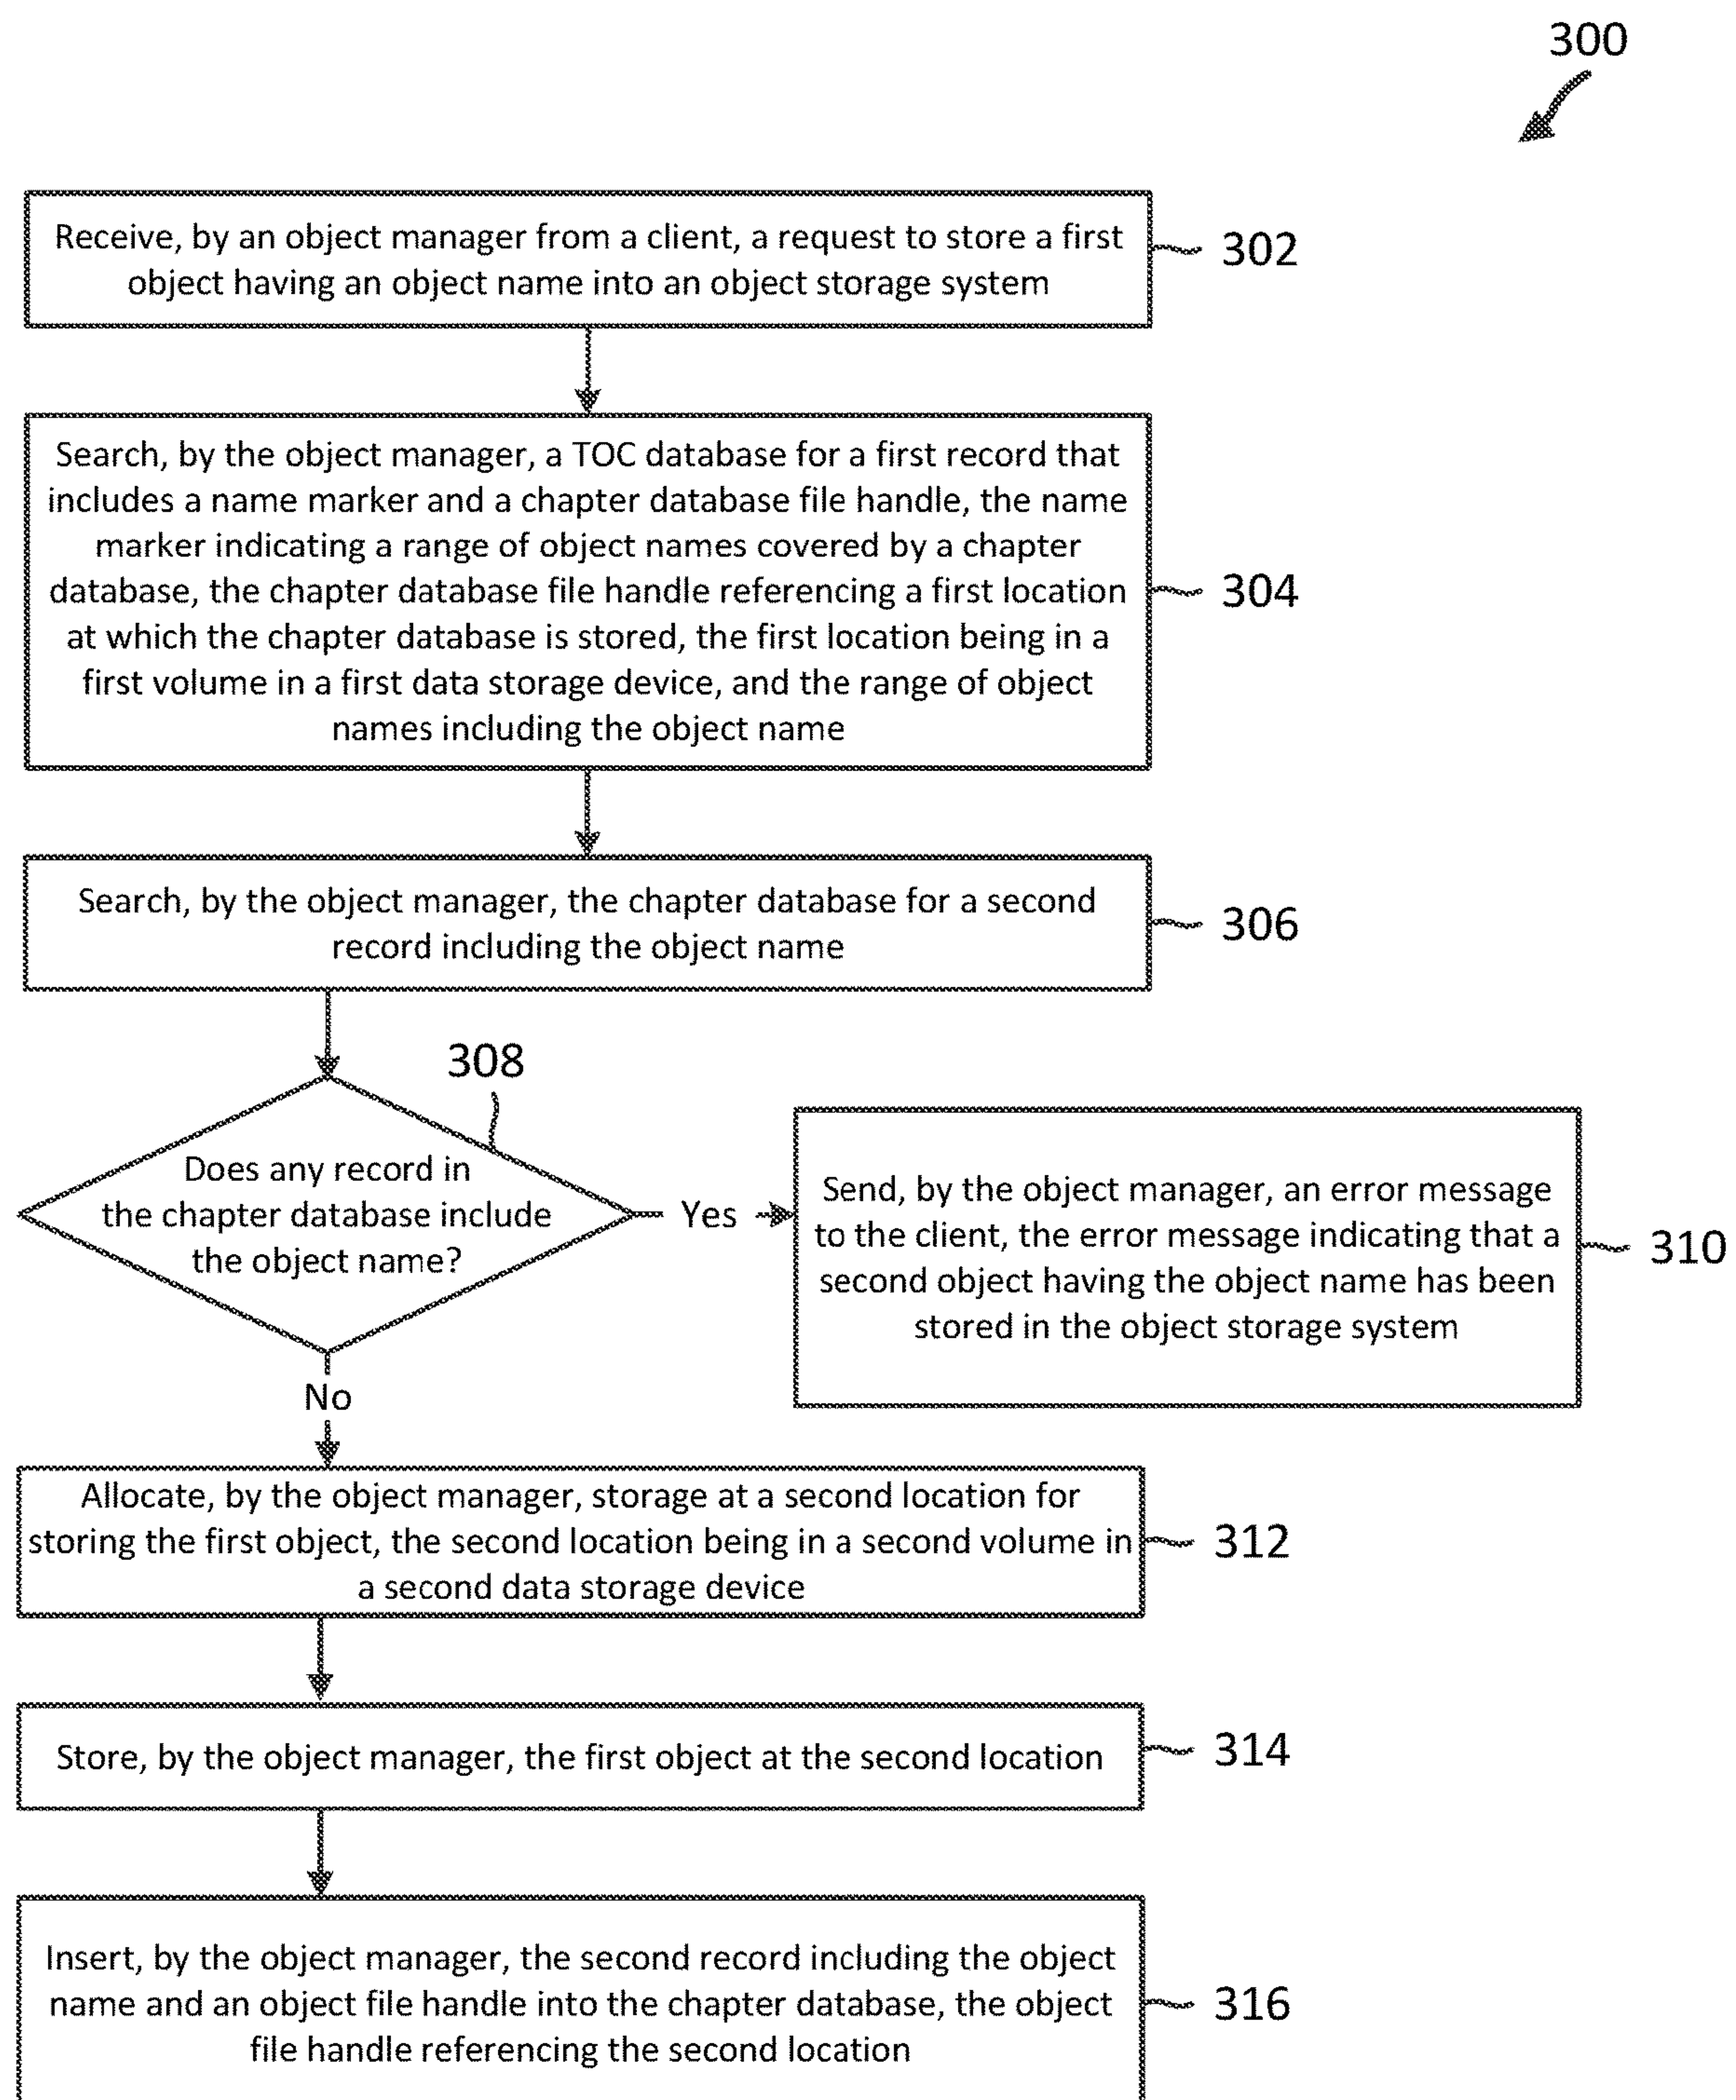 300
Receive, by an object manager from a client, a request to store a first
object having an object name into an object storage system
302
Search, by the object manager, a TOC database for a first record that
includes a name marker and a chapter database file handle, the name
marker indicating a range of object names covered by a chapter
database, the chapter database file handle referencing a first location
at which the chapter database is stored, the first location being in a
first volume in a first data storage device, and the range of object
names including the object name
304
Search, by the object manager, the chapter database for a second
record including the object name
306
308
Does any record in
the chapter database include
the object name?
Yes
Send, by the object manager, an error message
to the client, the error message indicating that a
second object having the object name has been
stored in the object storage system
310
No
Allocate, by the object manager, storage at a second location for
storing the first object, the second location being in a second volume in
a second data storage device
312
Store, by the object manager, the first object at the second location
314
Insert, by the object manager, the second record including the object
name and an object file handle into the chapter database, the object
file handle referencing the second location
316